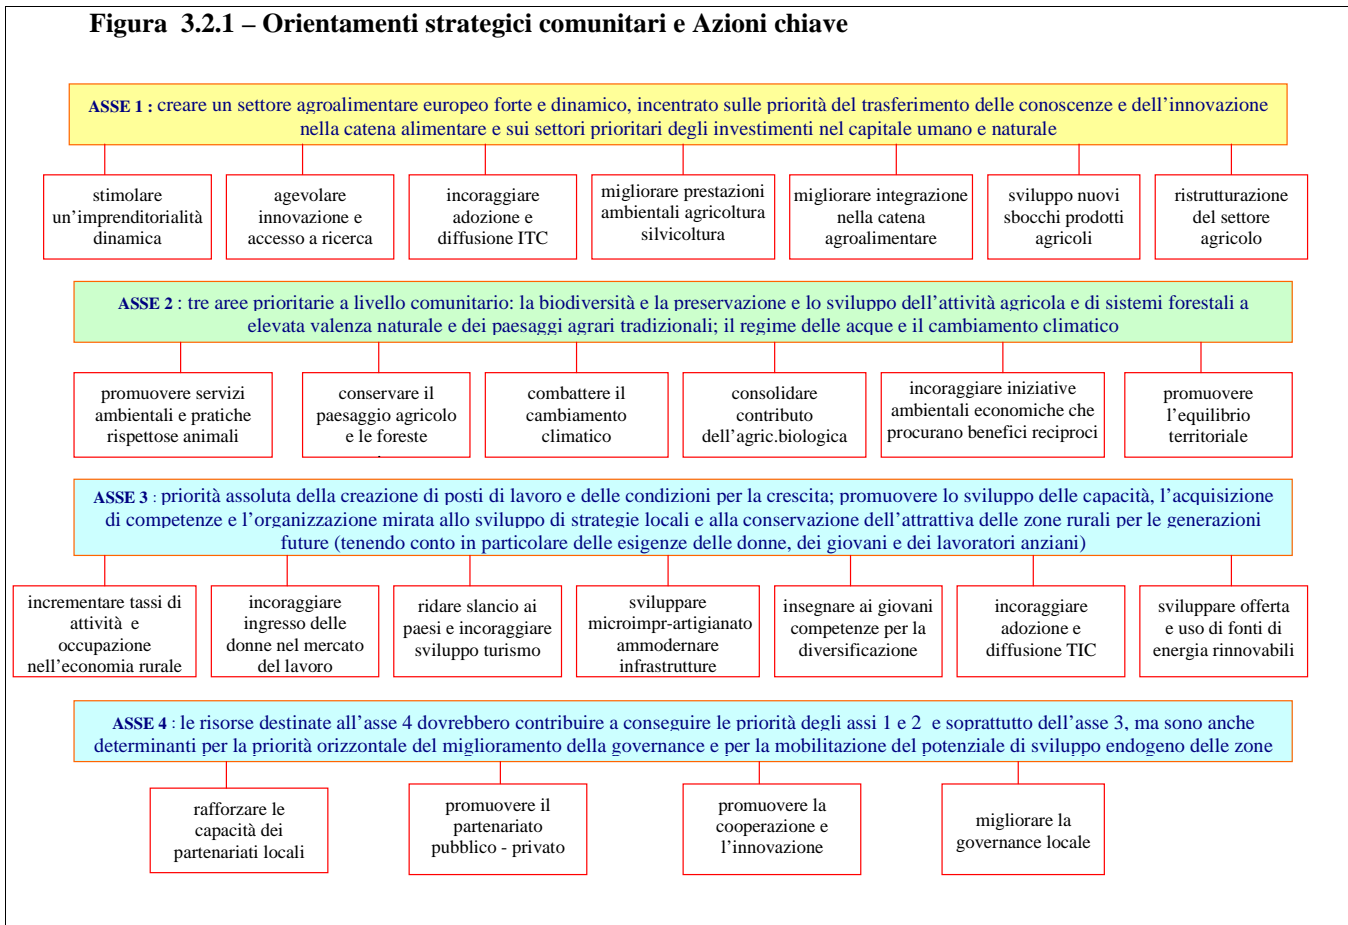 Figura 3.2.1 – Orientamenti strategici comunitari e Azioni chiave
ASSE 1 : creare un settore agroalimentare europeo forte e dinamico, incentrato sulle priorità del trasferimento delle conoscenze e dell’innovazione
nella catena alimentare e sui settori prioritari degli investimenti nel capitale umano e naturale
stimolare
un’imprenditorialità
dinamica
agevolare
innovazione e
accesso a ricerca
incoraggiare
adozione e
diffusione ITC
migliorare prestazioni
ambientali agricoltura
silvicoltura
migliorare integrazione
nella catena
agroalimentare
sviluppo nuovi
sbocchi prodotti
agricoli
ristrutturazione
del settore
agricolo
ASSE 2 : tre aree prioritarie a livello comunitario: la biodiversità e la preservazione e lo sviluppo dell’attività agricola e di sistemi forestali a
elevata valenza naturale e dei paesaggi agrari tradizionali; il regime delle acque e il cambiamento climatico
promuovere servizi
ambientali e pratiche
rispettose animali
conservare il
paesaggio agricolo
e le foreste
combattere il
cambiamento
climatico
consolidare
contributo
dell’agric.biologica
incoraggiare iniziative
ambientali economiche che
procurano benefici reciproci
promuovere
l’equilibrio
territoriale
ASSE 3 : priorità assoluta della creazione di posti di lavoro e delle condizioni per la crescita; promuovere lo sviluppo delle capacità, l’acquisizione
di competenze e l’organizzazione mirata allo sviluppo di strategie locali e alla conservazione dell’attrattiva delle zone rurali per le generazioni
future (tenendo conto in particolare delle esigenze delle donne, dei giovani e dei lavoratori anziani)
incrementare tassi di
attività e
occupazione
nell’economia rurale
incoraggiare
ingresso delle
donne nel mercato
del lavoro
ridare slancio ai
paesi e incoraggiare
sviluppo turismo
sviluppare
microimpr-artigianato
ammodernare
infrastrutture
insegnare ai giovani
competenze per la
diversificazione
incoraggiare
adozione e
diffusione TIC
sviluppare offerta
e uso di fonti di
energia rinnovabili
ASSE 4 : le risorse destinate all’asse 4 dovrebbero contribuire a conseguire le priorità degli assi 1 e 2 e soprattutto dell’asse 3, ma sono anche
determinanti per la priorità orizzontale del miglioramento della governance e per la mobilitazione del potenziale di sviluppo endogeno delle zone
rafforzare le
capacità dei
partenariati locali
promuovere il
partenariato
pubblico - privato
promuovere la
cooperazione e
l’innovazione
migliorare la
governance locale